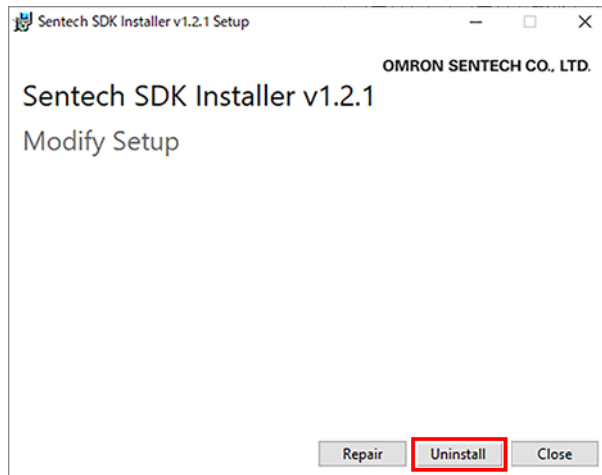 Sentech SDK Installer v1.2.1 Setup
OMRON SENTECH CO., LTD.
Sentech SDK Installer v1.2.1
Modify Setup
Repair Uninstall Close